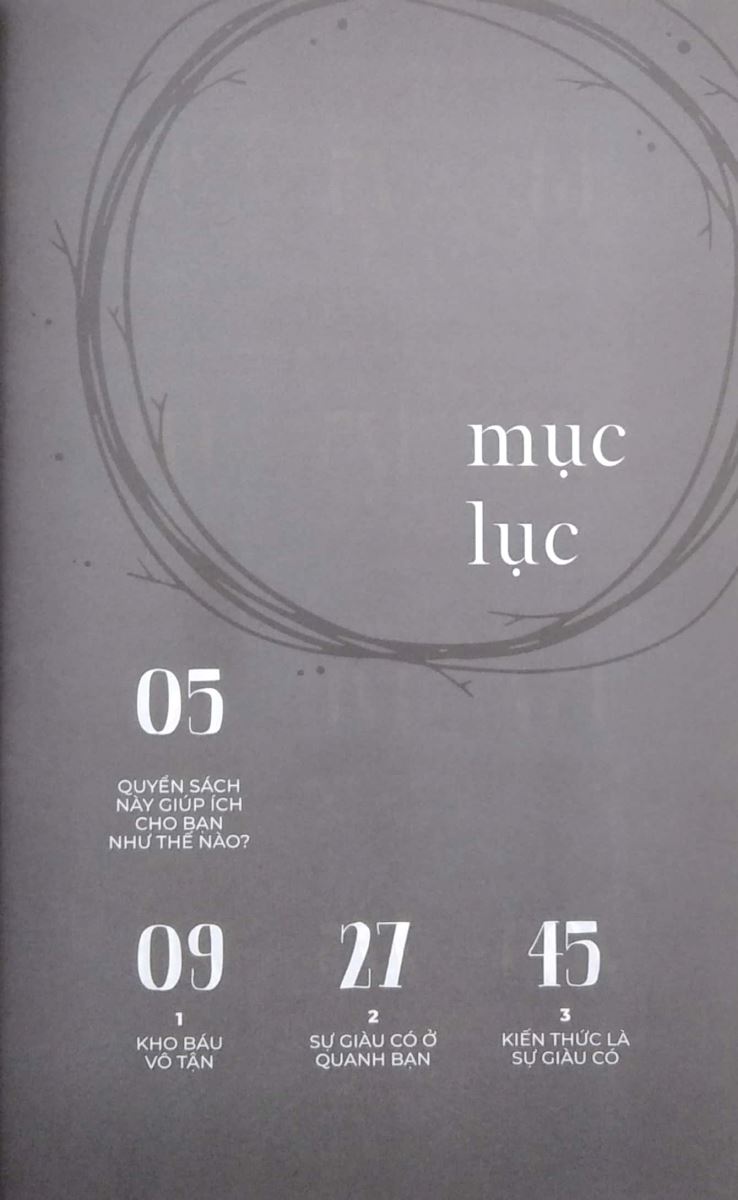 mục
lục
05
QUYỂN SÁCH
NÀY GIÚP ÍCH
CHO BẠN
NHƯ THẾ NÀO?
09
1
KHO BÁU
VÔ TẬN
27
2
SỰ GIÀU CÓ Ở
QUANH BẠN
45
3
KIẾN THỨC LÀ
SỰ GIÀU CÓ